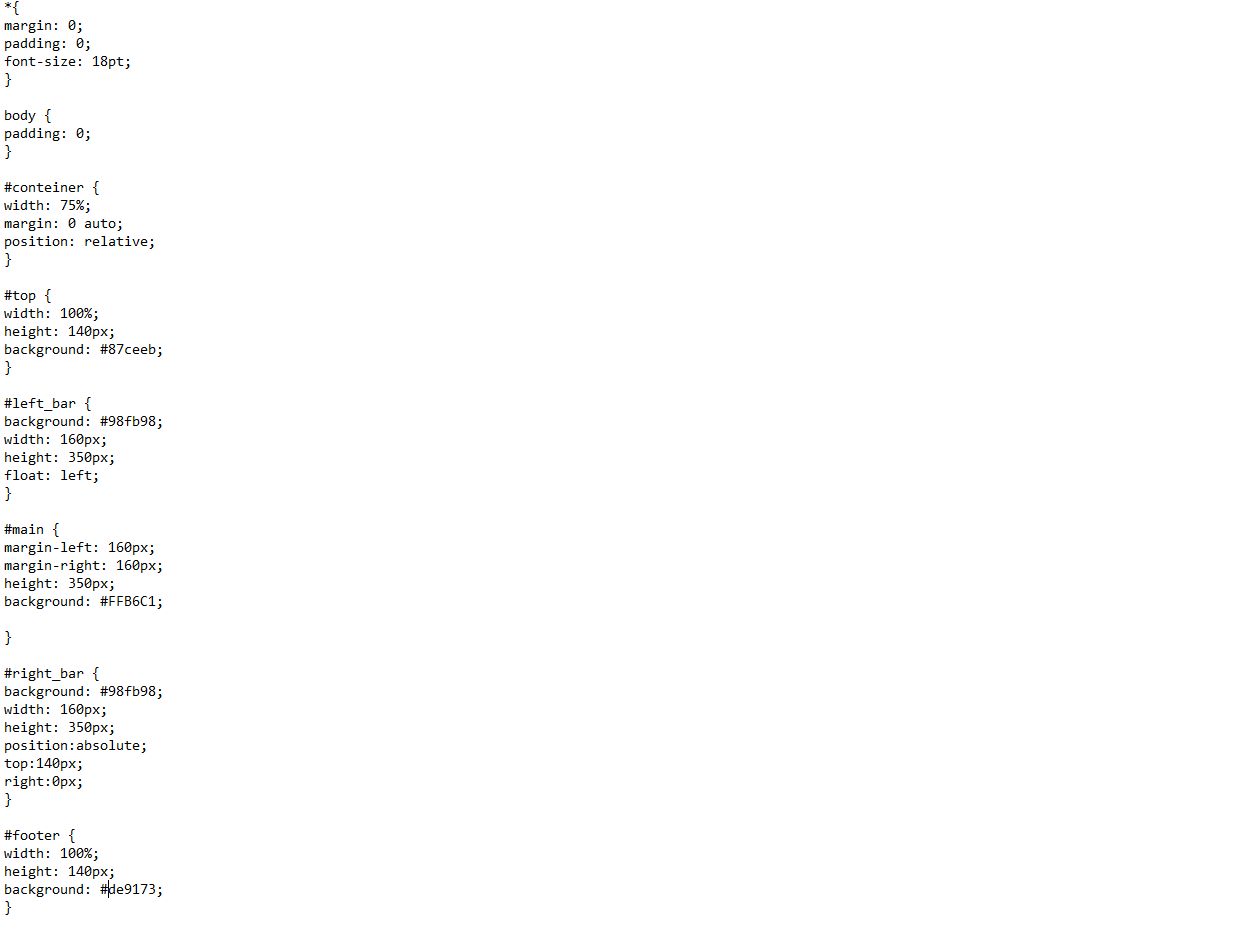 *{
margin: 0;
padding: 0;
font-size: 18pt;
}

body {
padding: 0;
}

#conteiner {
width: 75%;
margin: 0 auto;
position: relative;
}

#top {
width: 100%;
height: 140px;
background: #87ceeb;
}

#left_bar {
background: #98fb98;
width: 160px;
height: 350px;
float: left;
}

#main {
margin-left: 160px;
margin-right: 160px;
height: 350px;
background: #FFB6C1;

}

#right_bar {
background: #98fb98;
width: 160px;
height: 350px;
position:absolute;
top:140px;
right:0px;
}

#footer {
width: 100%;
height: 140px;
background: #de9173;
}